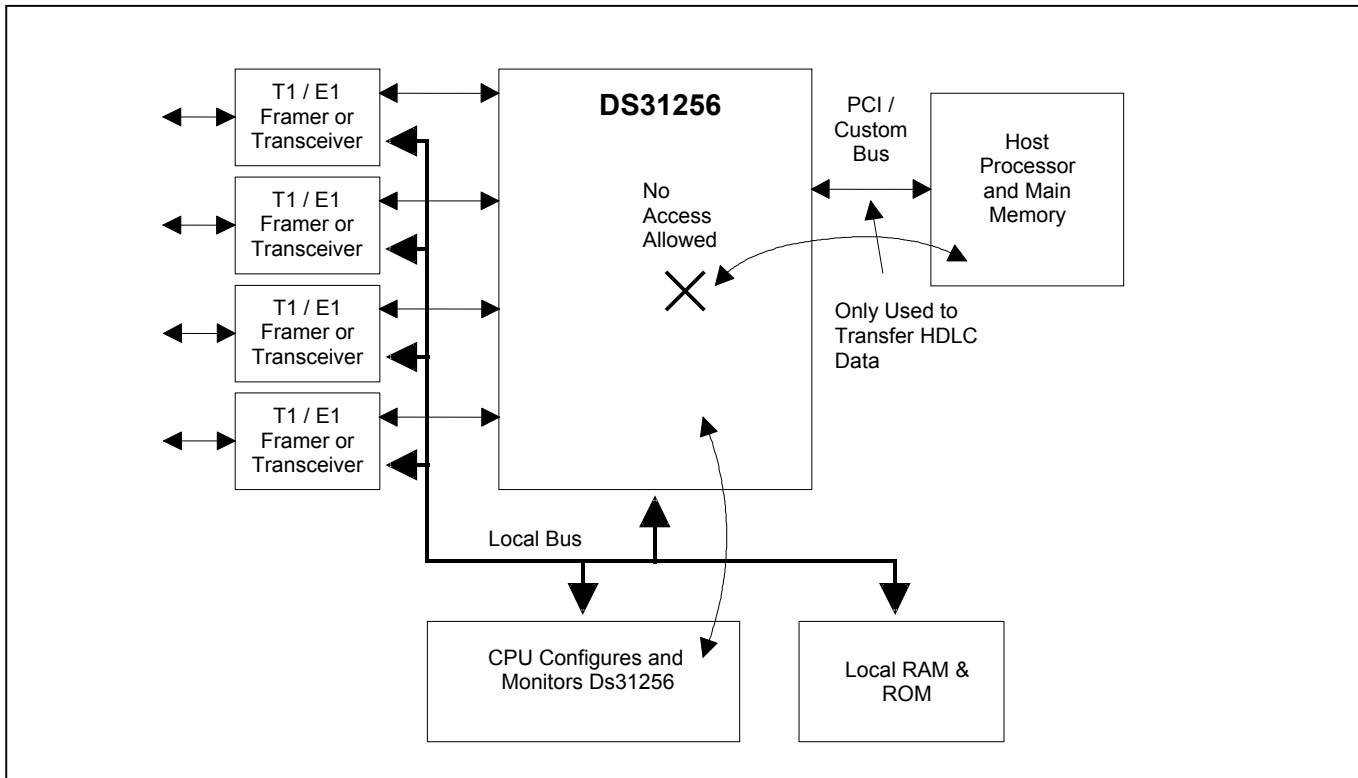 T1 / E1
Framer or
Transceiver
T1 / E1
Framer or
Transceiver
T1 / E1
Framer or
Transceiver
T1 / E1
Framer or
Transceiver
DS31256
No
Access
Allowed
PCI /
Custom
Bus
Host
Processor
and Main
Memory
Only Used to
Transfer HDLC
Data
Local Bus
CPU Configures and
Monitors Ds31256
Local RAM &
ROM